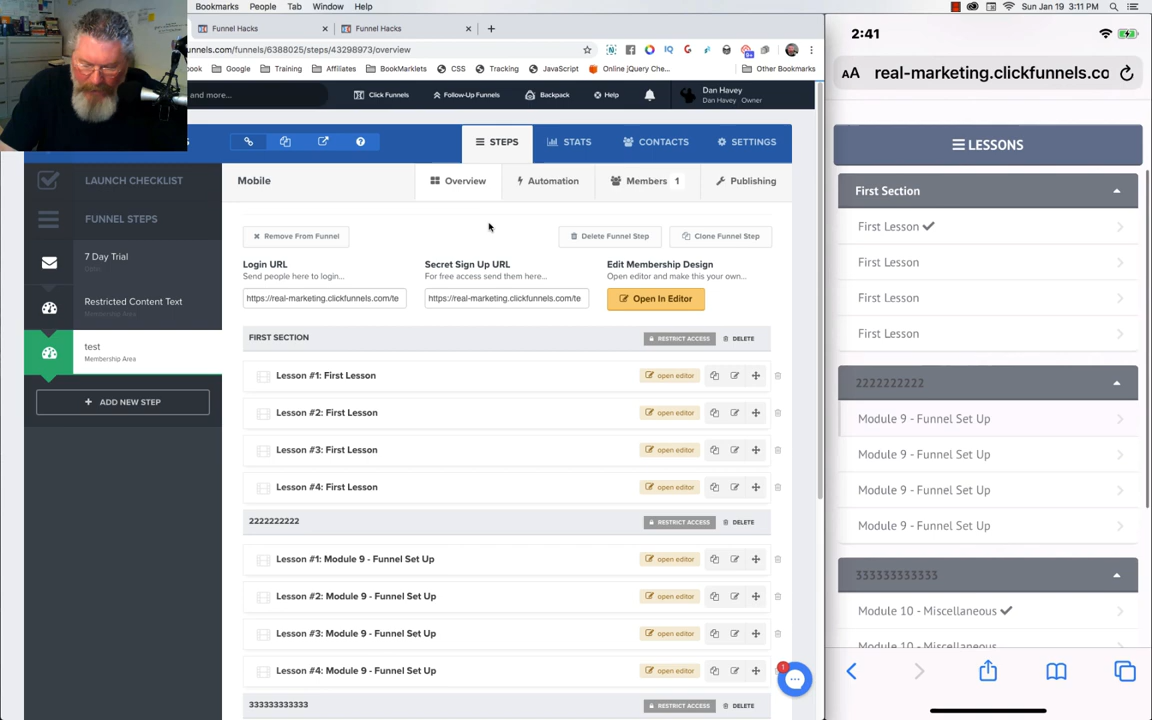 Bookmarks People Tab Window Help
Sun Jan 19 3:11 PM
Funnel Hacks × Funnel Hacks × +
nnels.com/funnels/6388025/steps/43298973/overview
Book Google Training Affiliates BookMarklets CSS Tracking JavaScript Online jQuery Che... Other Bookmarks
and more... Click Funnels Follow-Up Funnels Backpack Help
Dan Havey
Dan Havey Owner
STEPS STATS CONTACTS SETTINGS
LAUNCH CHECKLIST
FUNNEL STEPS
7 Day Trial
Optin
Restricted Content Text
Membership Area
test
Membership Area
+ ADD NEW STEP
Mobile Overview Automation Members 1 Publishing
Remove From Funnel Delete Funnel Step Clone Funnel Step
Login URL
Send people here to login...
https://real-marketing.clickfunnels.com/te
Secret Sign Up URL
For free access send them here...
https://real-marketing.clickfunnels.com/te
Edit Membership Design
Open editor and make this your own...
Open In Editor
FIRST SECTION RESTRICT ACCESS DELETE
Lesson #1: First Lesson open editor
Lesson #2: First Lesson open editor
Lesson #3: First Lesson open editor
Lesson #4: First Lesson open editor
2222222222 RESTRICT ACCESS DELETE
Lesson #1: Module 9 - Funnel Set Up open editor
Lesson #2: Module 9 - Funnel Set Up open editor
Lesson #3: Module 9 - Funnel Set Up open editor
Lesson #4: Module 9 - Funnel Set Up open editor
333333333333 RESTRICT ACCESS DELETE
1
2:41
AA real-marketing.clickfunnels.co
LESSONS
First Section
First Lesson
First Lesson
First Lesson
First Lesson
2222222222
Module 9 - Funnel Set Up
Module 9 - Funnel Set Up
Module 9 - Funnel Set Up
Module 9 - Funnel Set Up
333333333333
Module 10 - Miscellaneous
Module 10 - Miscellaneous